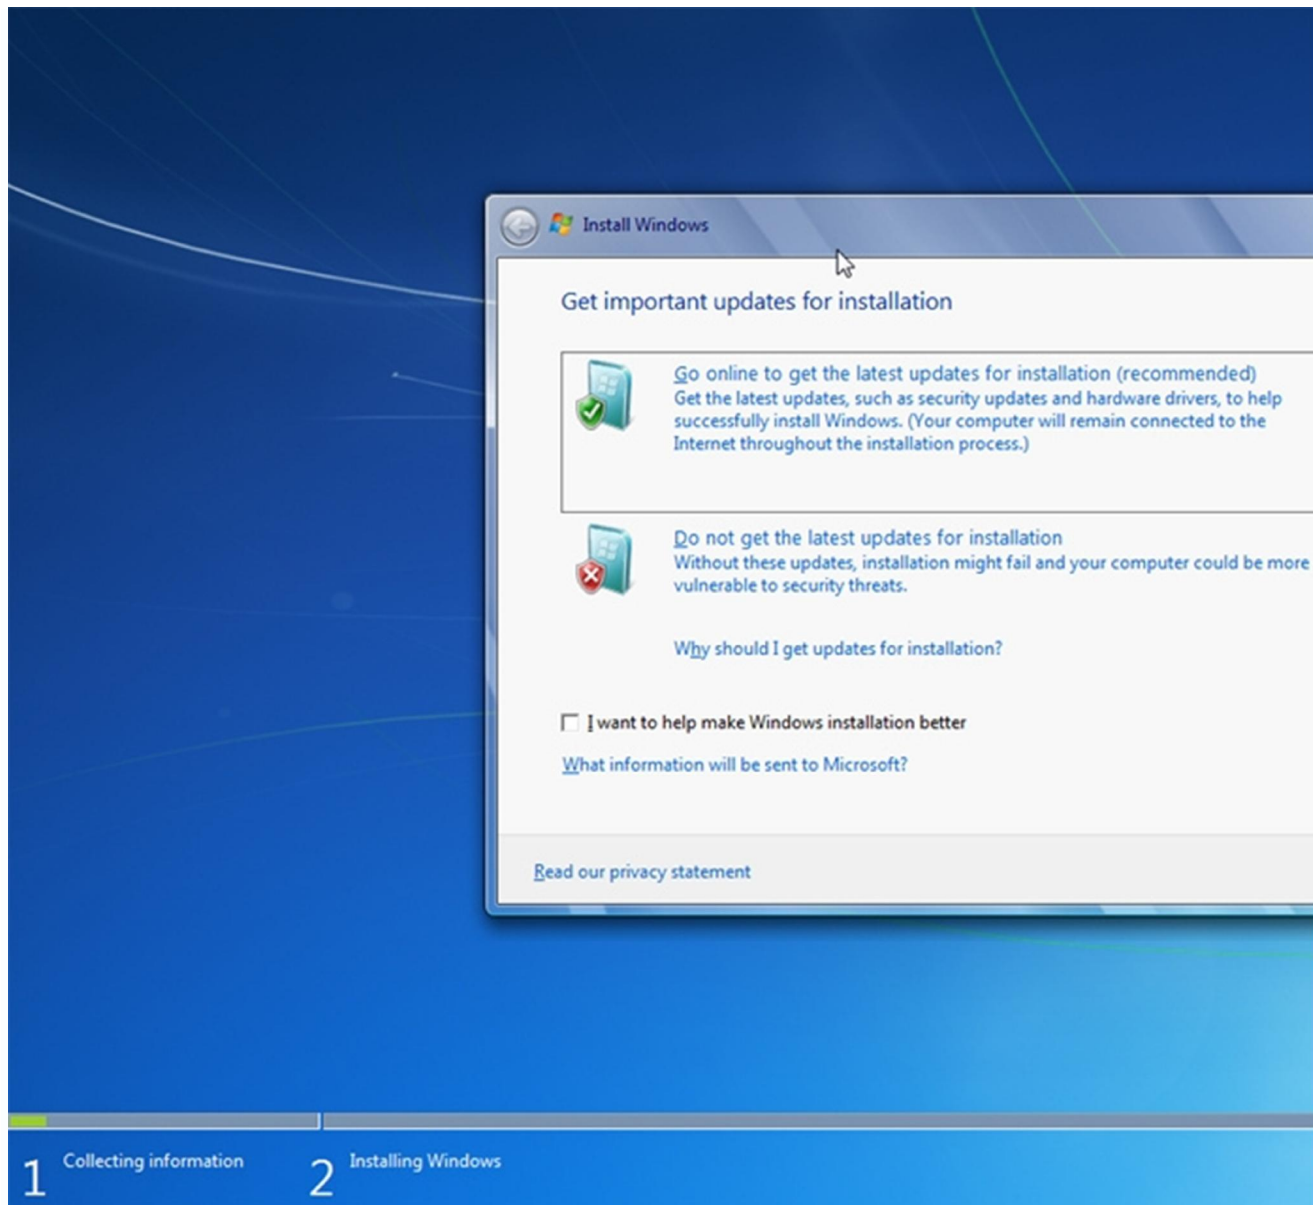 Install Windows
Get important updates for installation
Go online to get the latest updates for installation (recommended)
Get the latest updates, such as security updates and hardware drivers, to help
successfully install Windows. (Your computer will remain connected to the
Internet throughout the installation process.)
Do not get the latest updates for installation
Without these updates, installation might fail and your computer could be more
vulnerable to security threats.
Why should I get updates for installation?
I want to help make Windows installation better
What information will be sent to Microsoft?
Read our privacy statement
1 Collecting information 2 Installing Windows